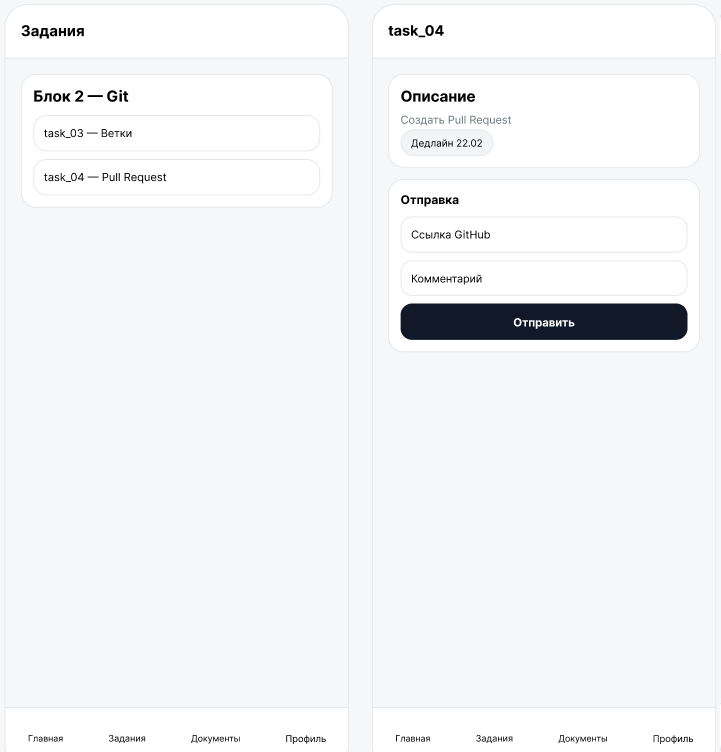 Задания
Блок 2 — Git
task_03 — Ветки
task_04 — Pull Request
Главная
Задания
Документы
Профиль
task_04
Описание
Создать Pull Request
Дедлайн 22.02
Отправка
Ссылка GitHub
Комментарий
Отправить
Главная
Задания
Документы
Профиль